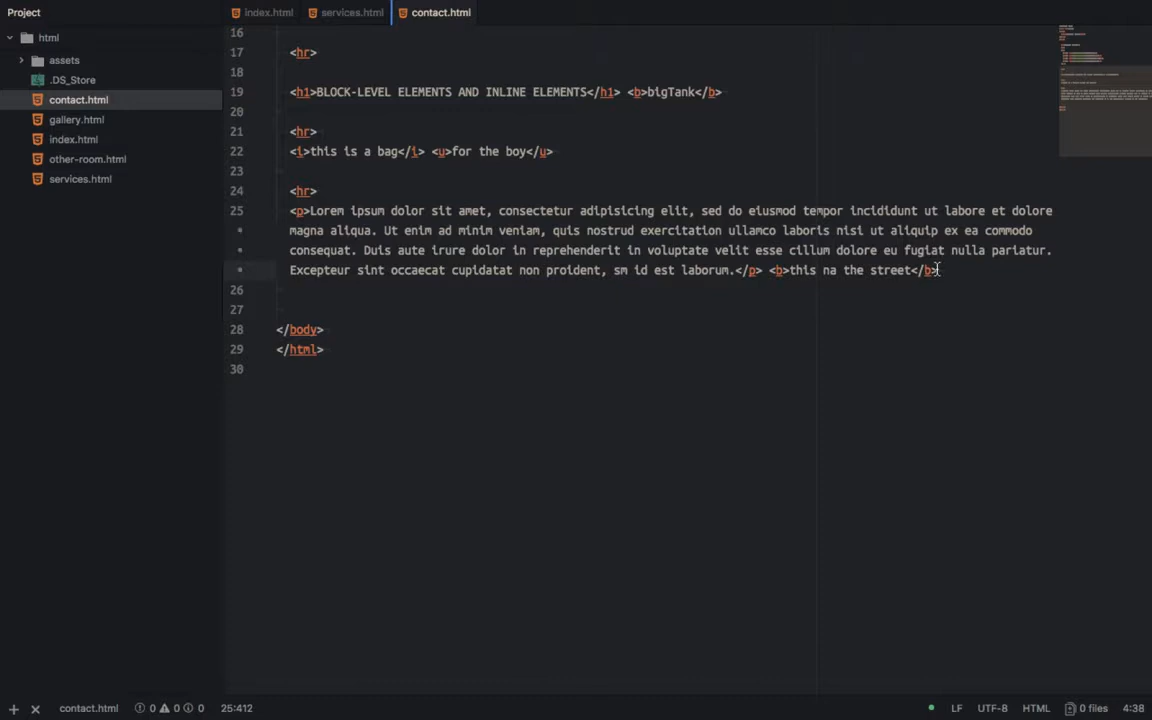 Project
index.html
services.html
contact.html
html
assets
.DS_Store
contact.html
gallery.html
index.html
other-room.html
services.html
16
17 <hr>
18
19 <h1>BLOCK-LEVEL ELEMENTS AND INLINE ELEMENTS</h1> <b>bigTank</b>
20
21 <hr>
22 <i>this is a bag</i> <u>for the boy</u>
23
24 <hr>
25 <p>Lorem ipsum dolor sit amet, consectetur adipisicing elit, sed do eiusmod tempor incididunt ut labore et dolore
magna aliqua. Ut enim ad minim veniam, quis nostrud exercitation ullamco laboris nisi ut aliquip ex ea commodo
consequat. Duis aute irure dolor in reprehenderit in voluptate velit esse cillum dolore eu fugiat nulla pariatur.
Excepteur sint occaecat cupidatat non proident, sm id est laborum.</p> <b>this na the street</b>
26
27
28 </body>
29 </html>
30
contact.html 0 0 0 25:412 LF UTF-8 HTML 0 files 4:38